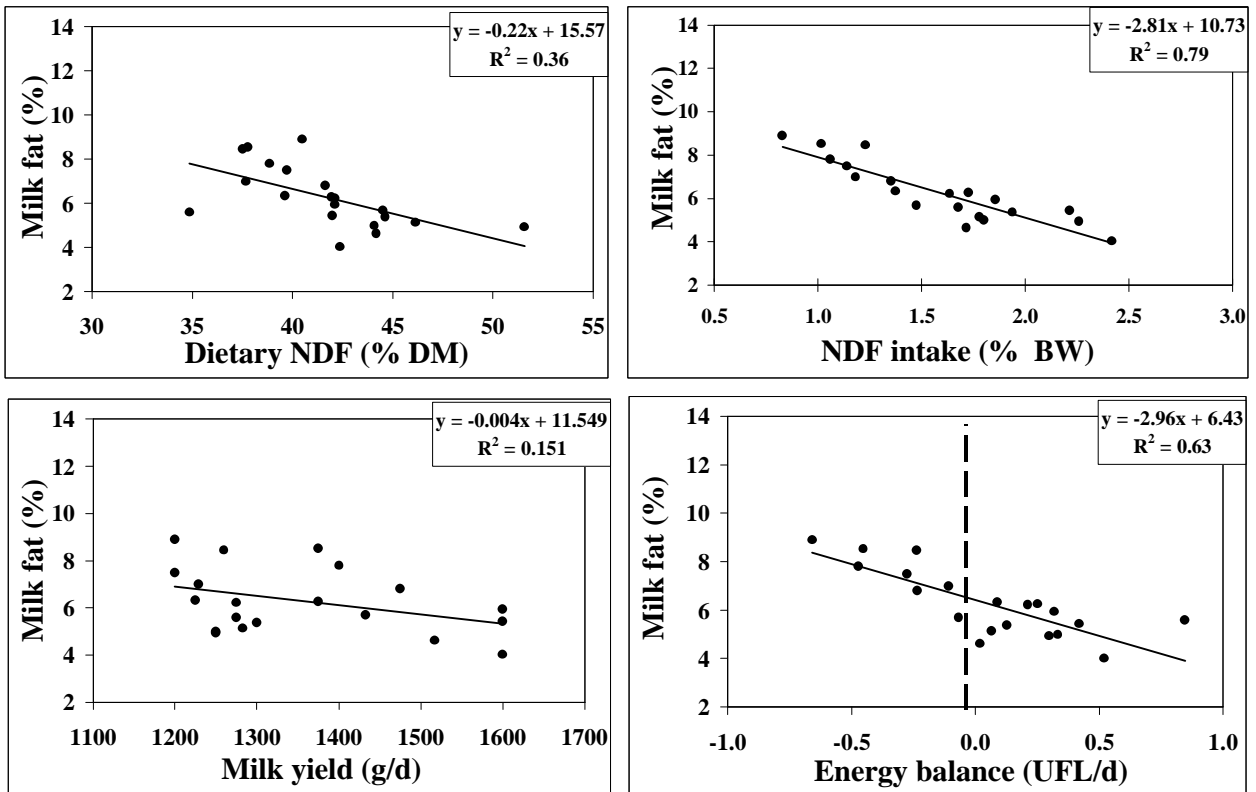 y = -0.22x + 15.57
R² = 0.36
14
12
10
8
6
4
2
Milk fat (%)
30 35 40 45 50 55
Dietary NDF (% DM)
y = -2.81x + 10.73
R² = 0.79
14
12
10
8
6
4
2
Milk fat (%)
0.5 1.0 1.5 2.0 2.5 3.0
NDF intake (% BW)
y = -0.004x + 11.549
R² = 0.151
14
12
10
8
6
4
2
Milk fat (%)
1100 1200 1300 1400 1500 1600 1700
Milk yield (g/d)
y = -2.96x + 6.43
R² = 0.63
14
12
10
8
6
4
2
Milk fat (%)
-1.0 -0.5 0.0 0.5 1.0
Energy balance (UFL/d)